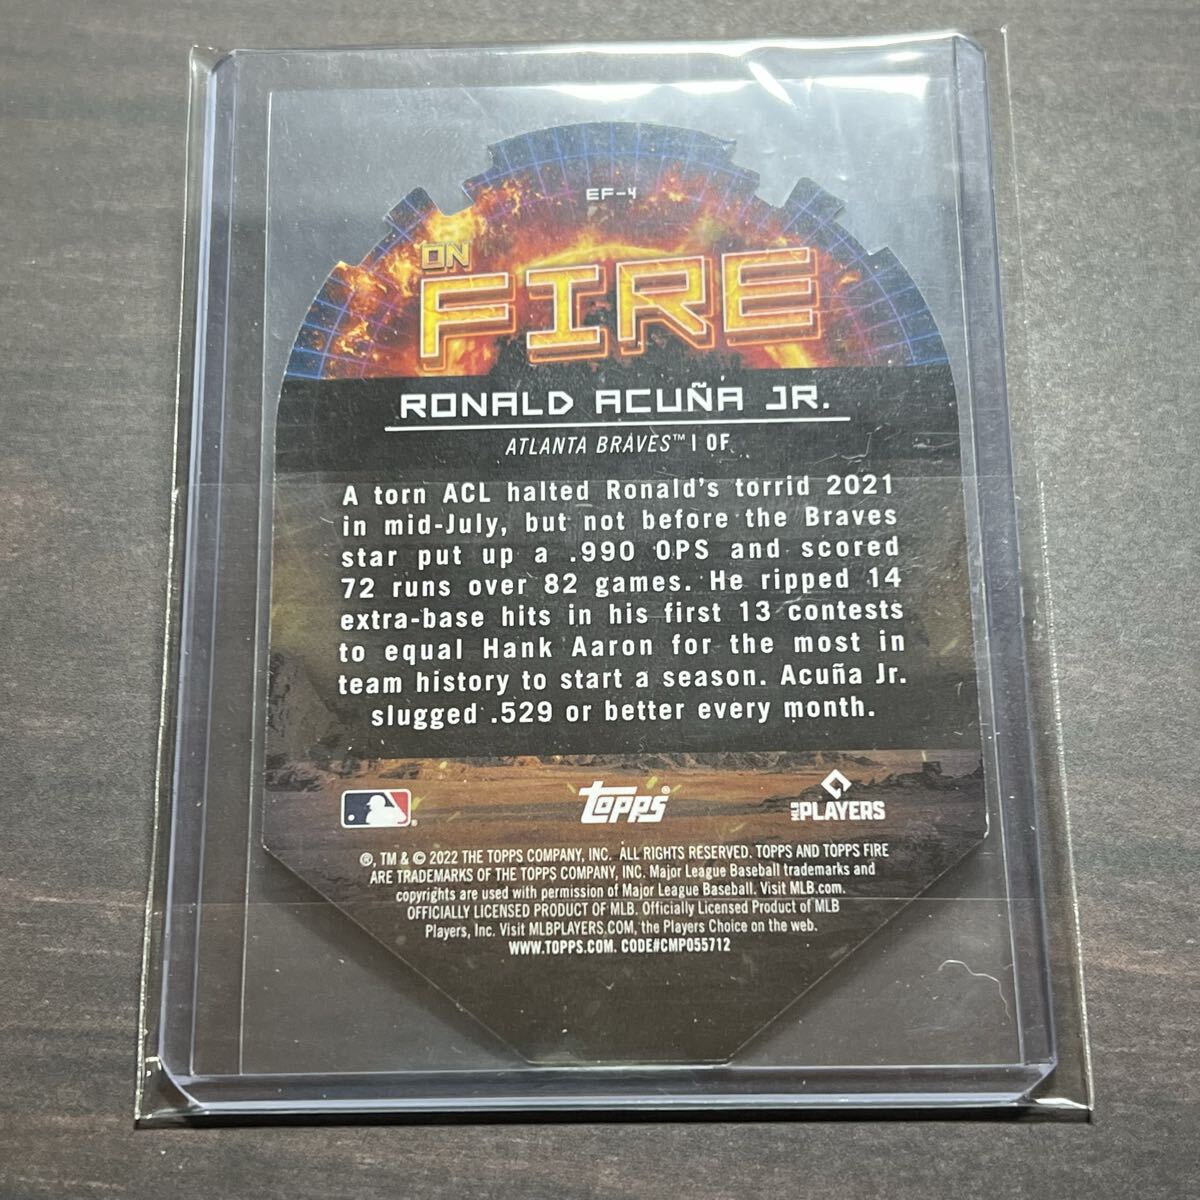 EF-4
ON
FIRE
RONALD ACUÑA JR.
ATLANTA BRAVES™ | OF
A torn ACL halted Ronald's torrid 2021
in mid-July, but not before the Braves
star put up a .990 OPS and scored
72 runs over 82 games. He ripped 14
extra-base hits in his first 13 contests
to equal Hank Aaron for the most in
team history to start a season. Acuña Jr.
slugged .529 or better every month.
topps®
MLB PLAYERS
®, TM & © 2022 THE TOPPS COMPANY, INC. ALL RIGHTS RESERVED. TOPPS AND TOPPS FIRE
ARE TRADEMARKS OF THE TOPPS COMPANY, INC. Major League Baseball trademarks and
copyrights are used with permission of Major League Baseball. Visit MLB.com.
OFFICIALLY LICENSED PRODUCT OF MLB. Officially Licensed Product of MLB
Players, Inc. Visit MLBPLAYERS.COM, the Players Choice on the web.
WWW.TOPPS.COM. CODE#CMP055712